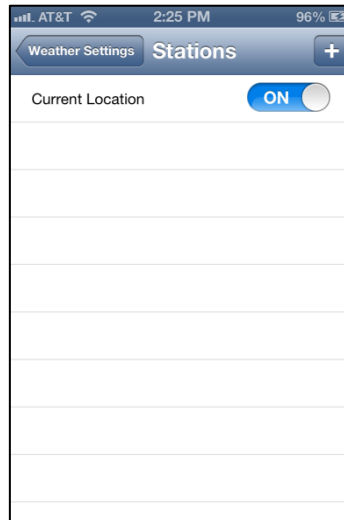 AT&T 2:25 PM 96%
Weather Settings Stations +
Current Location ON